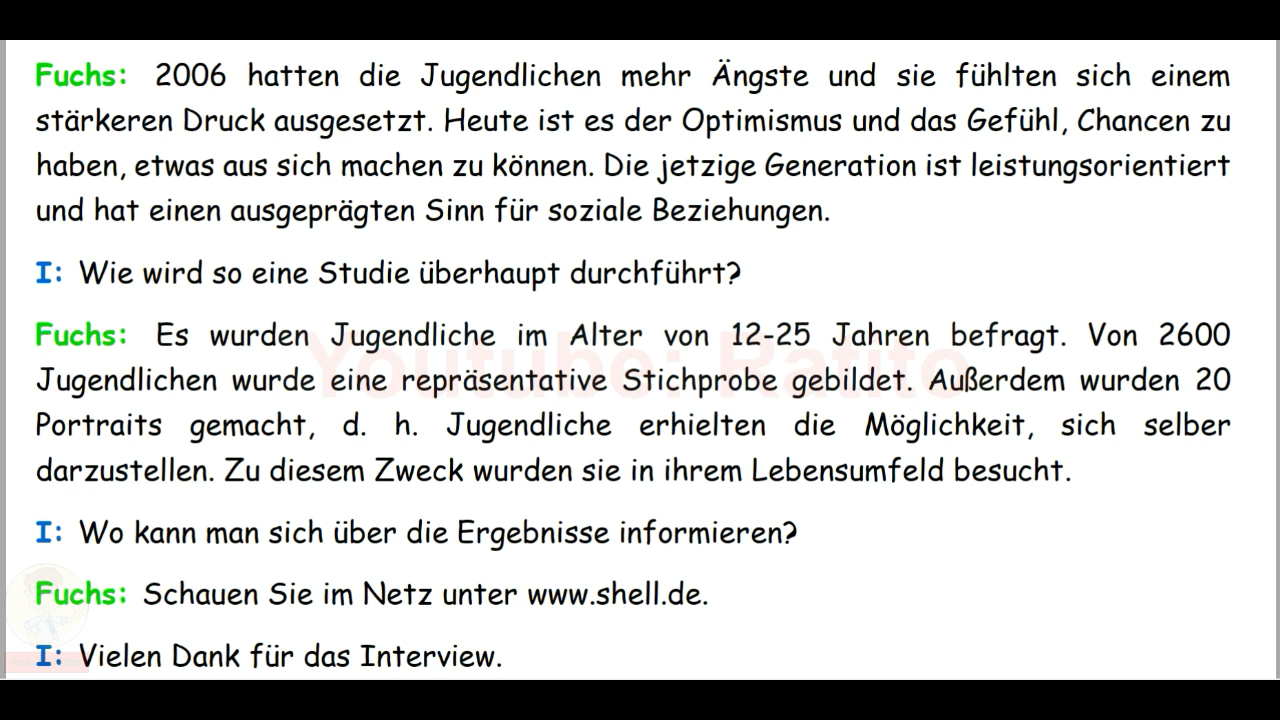 Fuchs: 2006 hatten die Jugendlichen mehr Ängste und sie fühlten sich einem
stärkeren Druck ausgesetzt. Heute ist es der Optimismus und das Gefühl, Chancen zu
haben, etwas aus sich machen zu können. Die jetzige Generation ist leistungsorientiert
und hat einen ausgeprägten Sinn für soziale Beziehungen.
I: Wie wird so eine Studie überhaupt durchführt?
Fuchs: Es wurden Jugendliche im Alter von 12-25 Jahren befragt. Von 2600
Youtube: Ratito
Jugendlichen wurde eine repräsentative Stichprobe gebildet. Außerdem wurden 20
Portraits gemacht, d. h. Jugendliche erhielten die Möglichkeit, sich selber
darzustellen. Zu diesem Zweck wurden sie in ihrem Lebensumfeld besucht.
I: Wo kann man sich über die Ergebnisse informieren?
Fuchs: Schauen Sie im Netz unter www.shell.de.
I: Vielen Dank für das Interview.